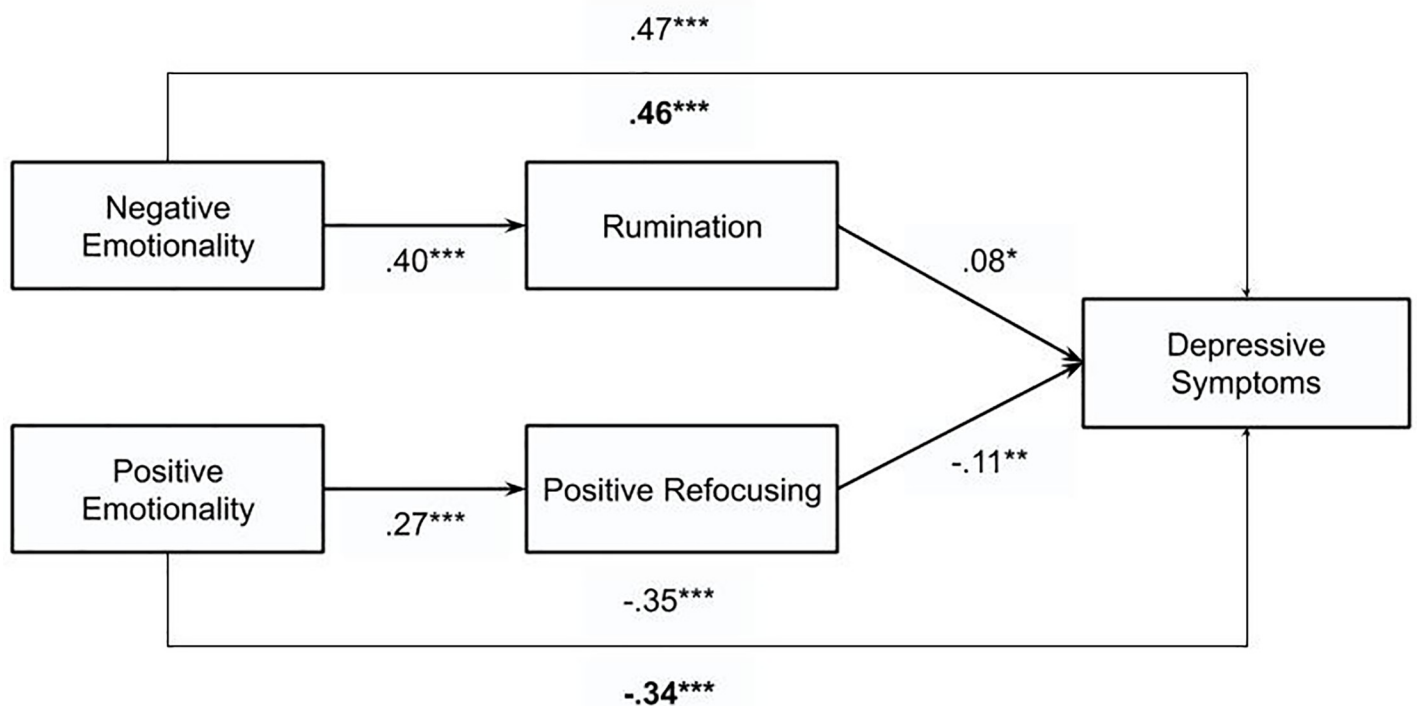 .47***
.46***
Negative
Emotionality
.40***
Rumination
.08*
Depressive
Symptoms
Positive
Emotionality
.27***
Positive Refocusing
-.11**
-.35***
-.34***